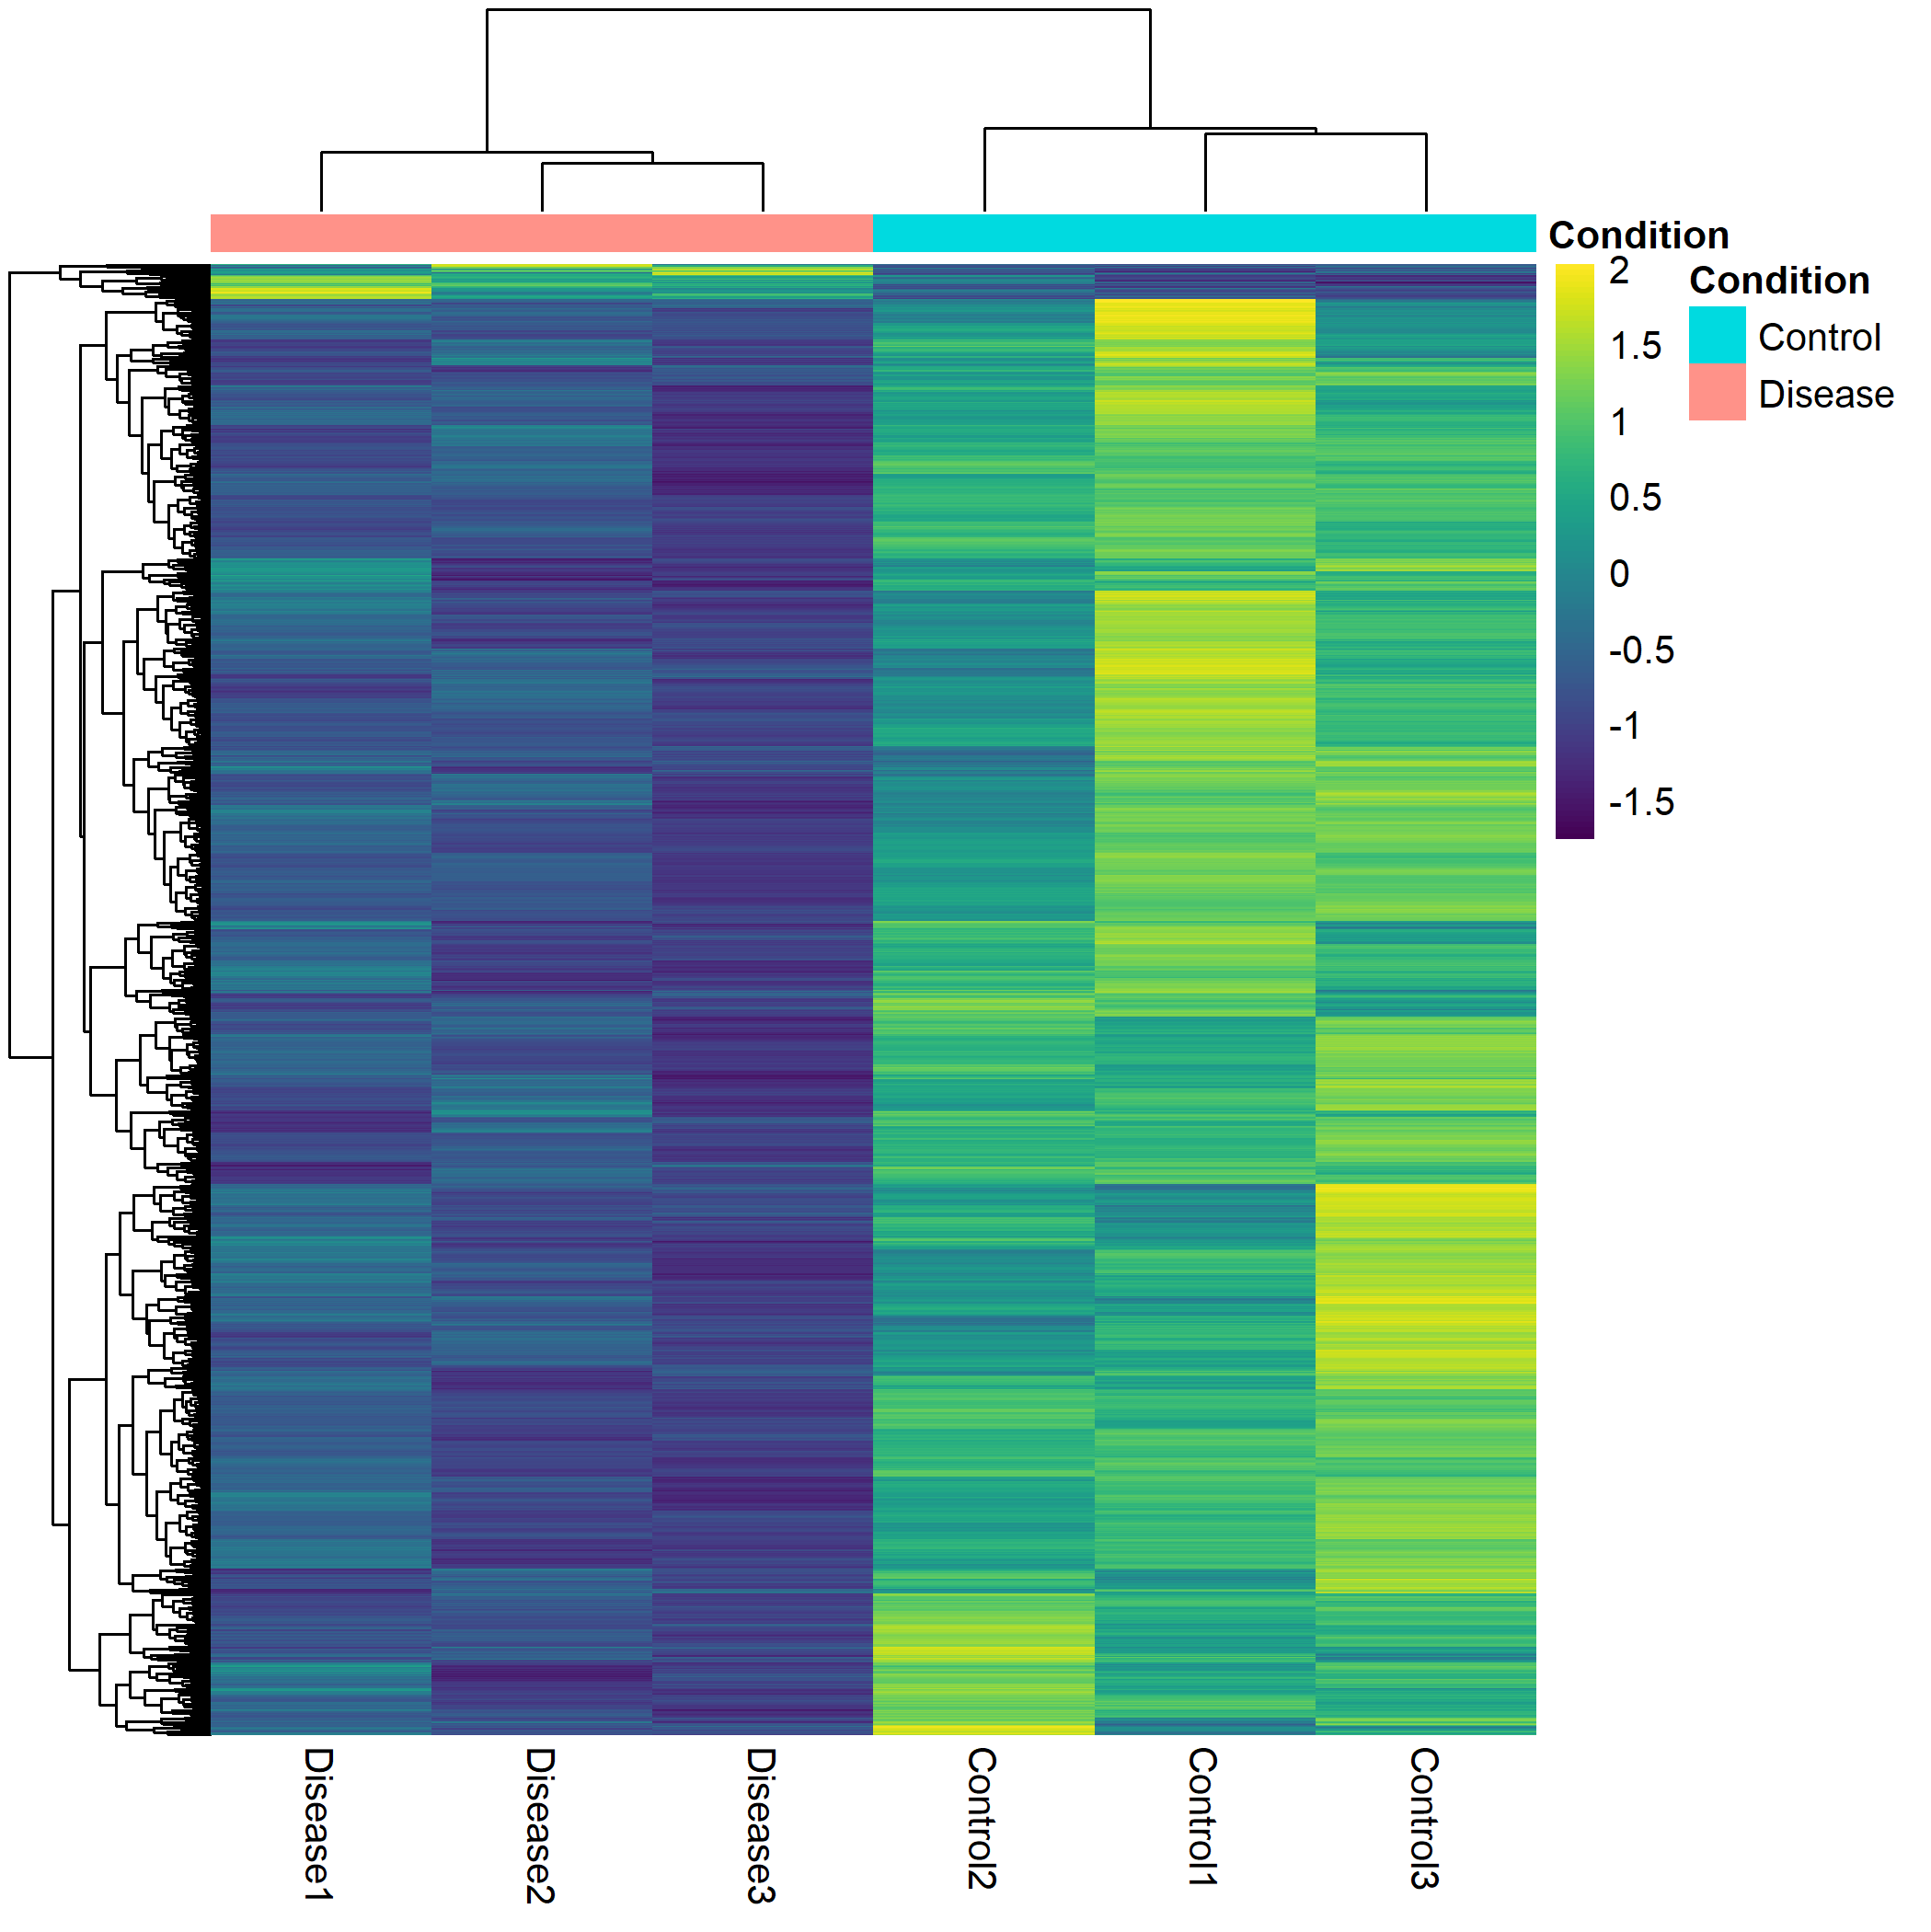 Condition
2
1.5
1
0.5
0
-0.5
-1
-1.5
Condition
Control
Disease
Disease1
Disease2
Disease3
Control2
Control1
Control3